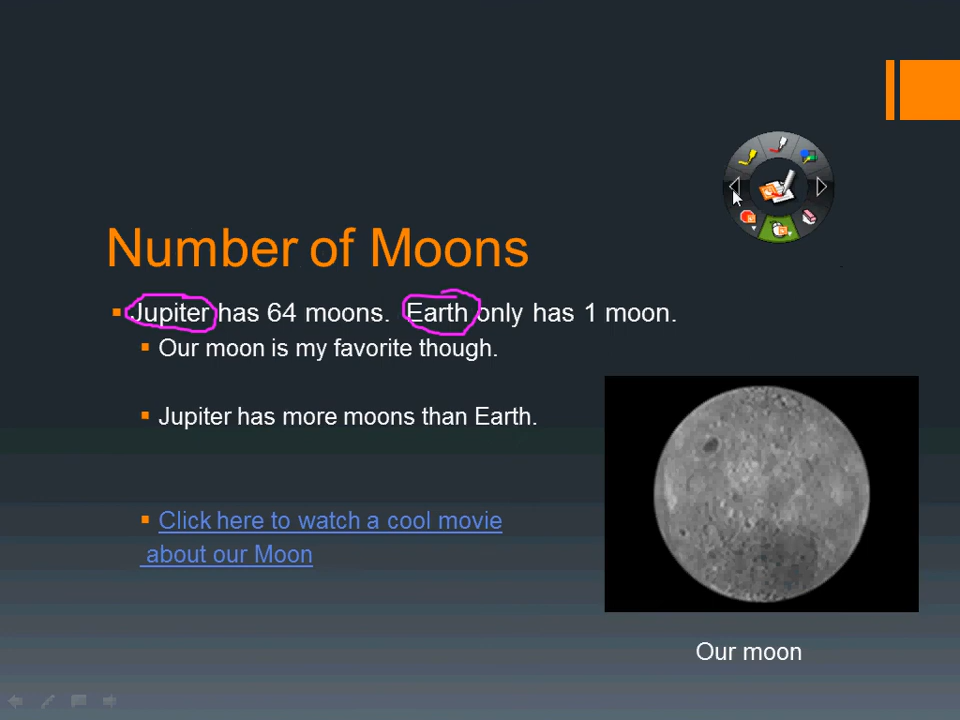 Number of Moons
Jupiter has 64 moons. Earth only has 1 moon.
Our moon is my favorite though.
Jupiter has more moons than Earth.
Click here to watch a cool movie
about our Moon
Our moon